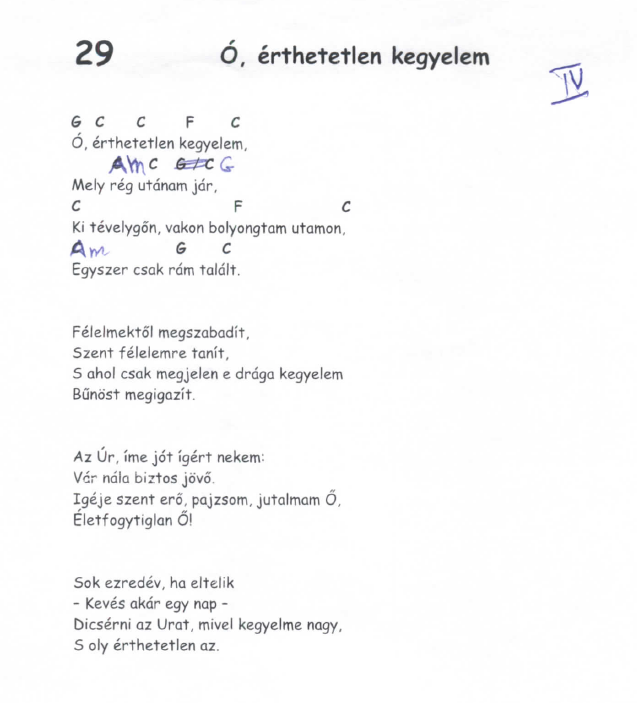 29 Ó, érthetetlen kegyelem
IV
G C C F C
Ó, érthetetlen kegyelem,
Am C G C G
Mely rég utánam jár,
C F C
Ki tévelygőn, vakon bolyongtam utamon,
Am G C
Egyszer csak rám talált.
Félelmektől megszabadít,
Szent félelemre tanít,
S ahol csak megjelen e drága kegyelem
Bűnöst megigazít.
Az Úr, íme jót ígért nekem:
Vár nála biztos jövő.
Igéje szent erő, pajzsom, jutalmam Ő,
Életfogytiglan Ő!
Sok ezredév, ha eltelik
- Kevés akár egy nap -
Dicsérni az Urat, mivel kegyelme nagy,
S oly érthetetlen az.